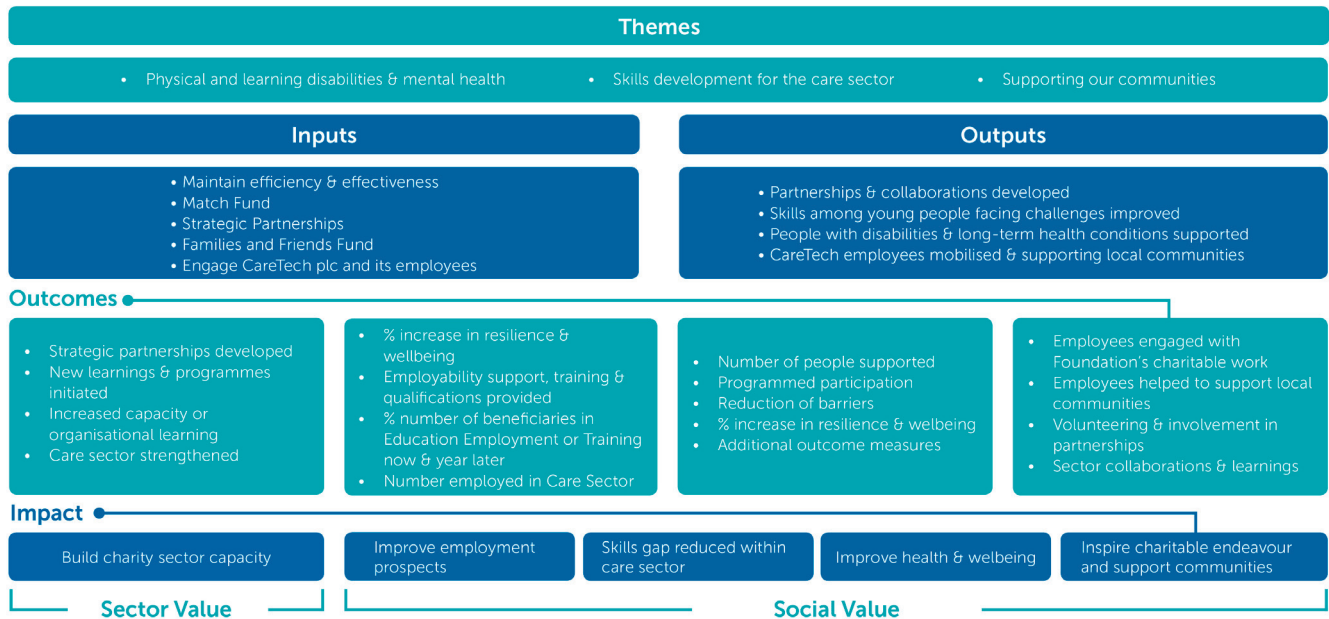 Themes
• Physical and learning disabilities & mental health • Skills development for the care sector • Supporting our communities
Inputs
• Maintain efficiency & effectiveness
• Match Fund
• Strategic Partnerships
• Families and Friends Fund
• Engage CareTech plc and its employees
Outputs
• Partnerships & collaborations developed
• Skills among young people facing challenges improved
• People with disabilities & long-term health conditions supported
• CareTech employees mobilised & supporting local communities
Outcomes
• Strategic partnerships developed
• New learnings & programmes
initiated
• Increased capacity or
organisational learning
• Care sector strengthened
• % increase in resilience &
wellbeing
• Employability support, training &
qualifications provided
• % number of beneficiaries in
Education Employment or Training
now & year later
• Number employed in Care Sector
• Number of people supported
• Programmed participation
• Reduction of barriers
• % increase in resilience & welbeing
• Additional outcome measures
• Employees engaged with
Foundation's charitable work
• Employees helped to support local
communities
• Volunteering & involvement in
partnerships
• Sector collaborations & learnings
Impact
Build charity sector capacity
Improve employment
prospects
Skills gap reduced within
care sector
Improve health & welbeing
Inspire charitable endeavour
and support communities
Sector Value
Social Value